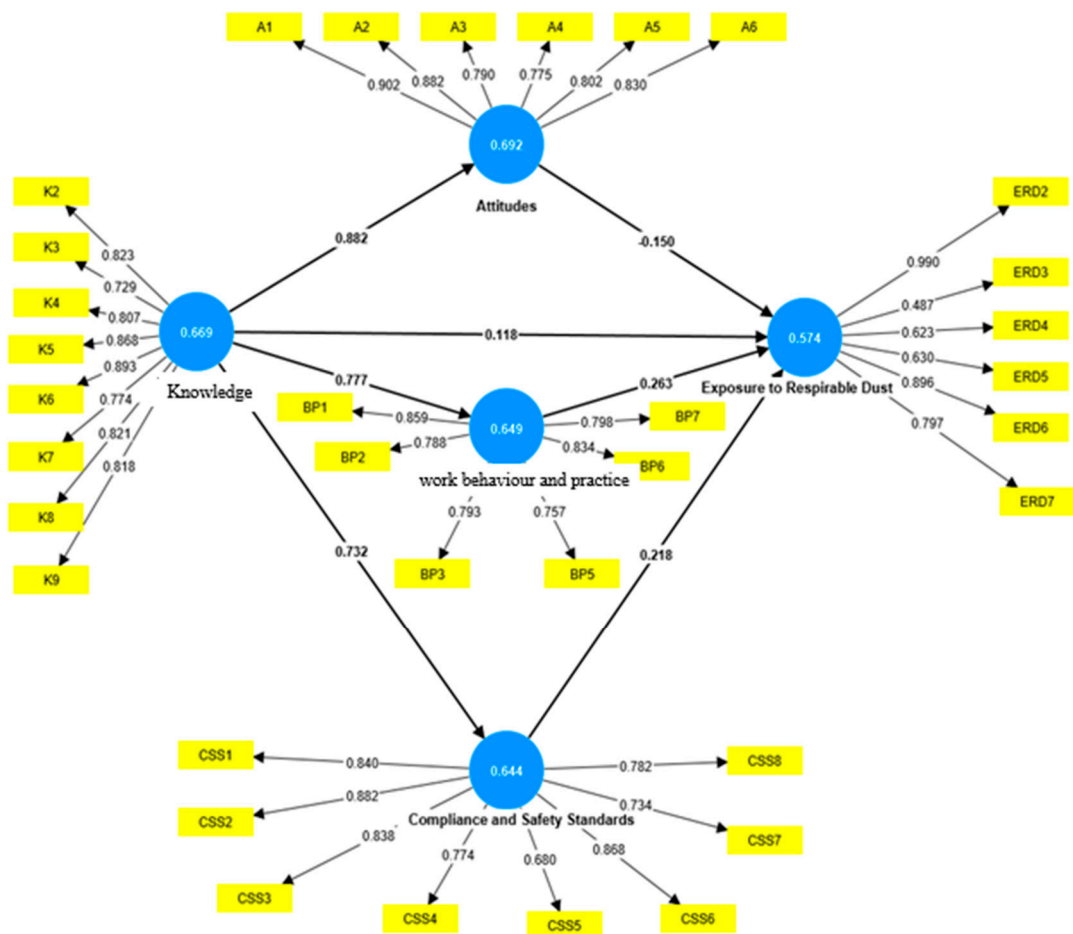 A1
A2
A3
A4
A5
A6
0.902
0.882
0.790
0.775
0.802
0.830
0.692
Attitudes
K2
K3
K4
K5
K6
K7
K8
K9
0.823
0.729
0.807
0.868
0.893
0.774
0.821
0.818
0.669
Knowledge
0.882
-0.150
0.118
0.777
0.263
0.732
0.218
BP1
BP2
BP3
BP5
BP6
BP7
0.859
0.788
0.793
0.757
0.834
0.798
0.649
work behaviour and practice
ERD2
ERD3
ERD4
ERD5
ERD6
ERD7
0.990
0.487
0.623
0.630
0.896
0.797
0.574
Exposure to Respirable Dust
CSS1
CSS2
CSS3
CSS4
CSS5
CSS6
CSS7
CSS8
0.840
0.882
0.838
0.774
0.680
0.868
0.734
0.782
0.644
Compliance and Safety Standards